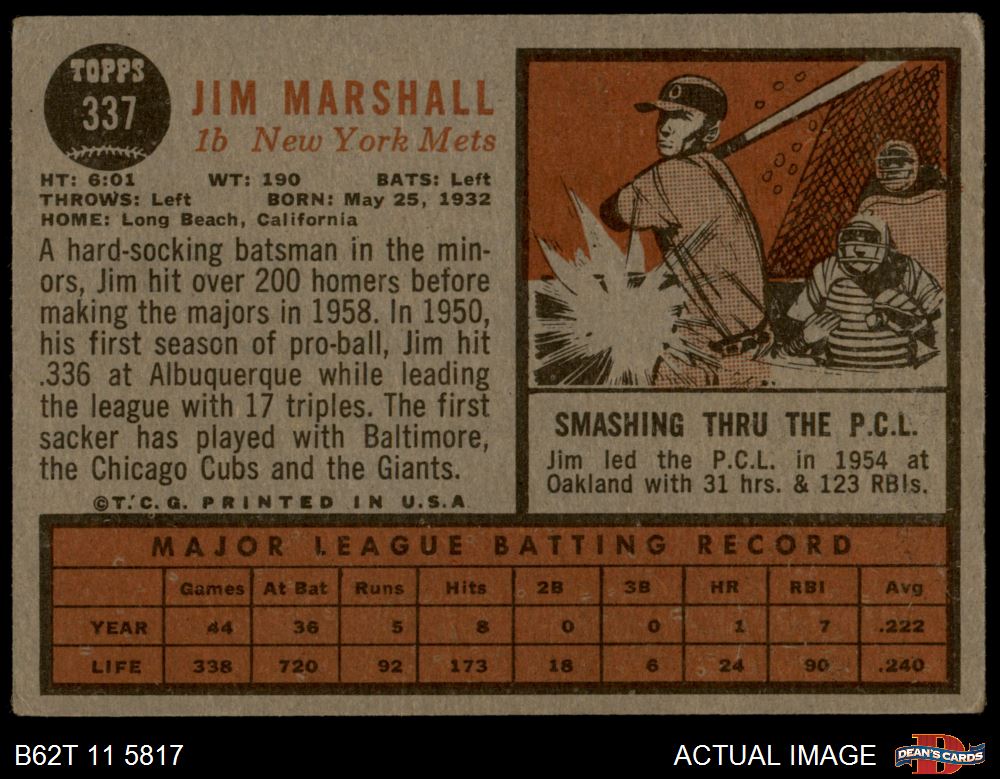 TOPPS
337
JIM MARSHALL
1b New York Mets
HT: 6:01 WT: 190 BATS: Left
THROWS: Left BORN: May 25, 1932
HOME: Long Beach, California
A hard-socking batsman in the min-
ors, Jim hit over 200 homers before
making the majors in 1958. In 1950,
his first season of pro-ball, Jim hit
.336 at Albuquerque while leading
the league with 17 triples. The first
sacker has played with Baltimore,
the Chicago Cubs and the Giants.
©T.C.G. PRINTED IN U.S.A
O
SMASHING THRU THE P.C.L.
Jim led the P.C.L. in 1954 at
Oakland with 31 hrs. & 123 RBIs.
MAJOR LEAGUE BATTING RECORD
Games At Bat Runs Hits 2B 3B HR RBI Avg
YEAR 44 36 5 8 0 0 1 7 .222
LIFE 338 720 92 173 18 6 24 90 .240
B62T 11 5817
ACTUAL IMAGE
D
DEAN'S CARDS